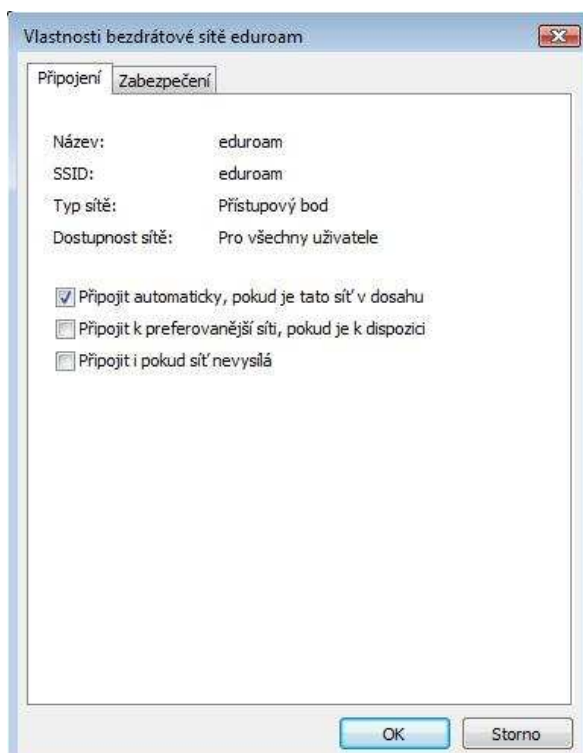 Vlastnosti bezdrátové sítě eduroam
Připojení Zabezpečení
Název: eduroam
SSID: eduroam
Typ sítě: Přístupový bod
Dostupnost sítě: Pro všechny uživatele
Připojit automaticky, pokud je tato síť v dosahu
Připojit k preferovanější síti, pokud je k dispozici
Připojit i pokud síť nevysílá
OK Storno